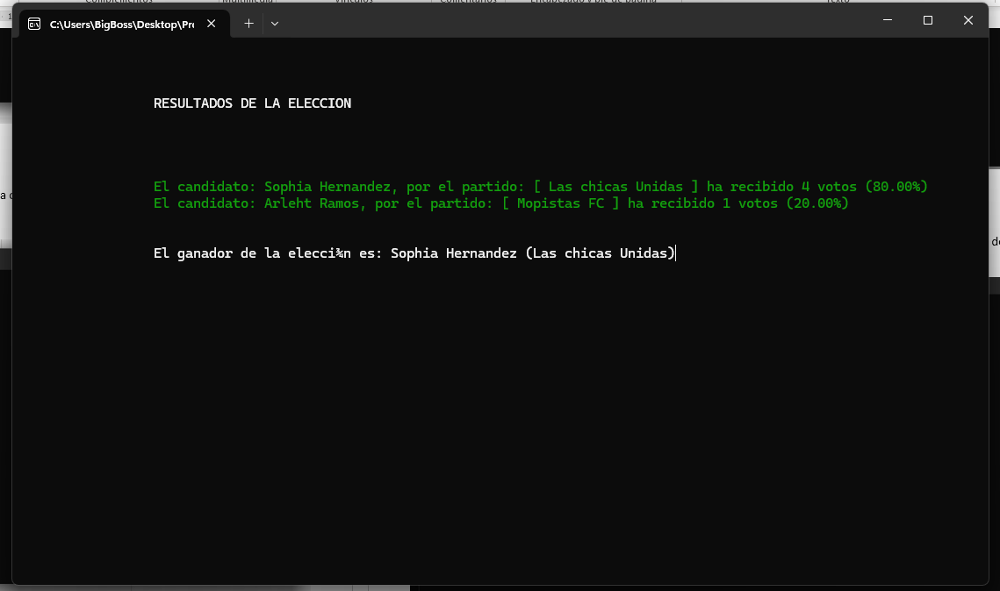 C:\Users\BigBoss\Desktop\Pr
RESULTADOS DE LA ELECCION
El candidato: Sophia Hernandez, por el partido: [ Las chicas Unidas ] ha recibido 4 votos (80.00%)
El candidato: Arleht Ramos, por el partido: [ Mopistas FC ] ha recibido 1 votos (20.00%)
El ganador de la elecci¾n es: Sophia Hernandez (Las chicas Unidas)